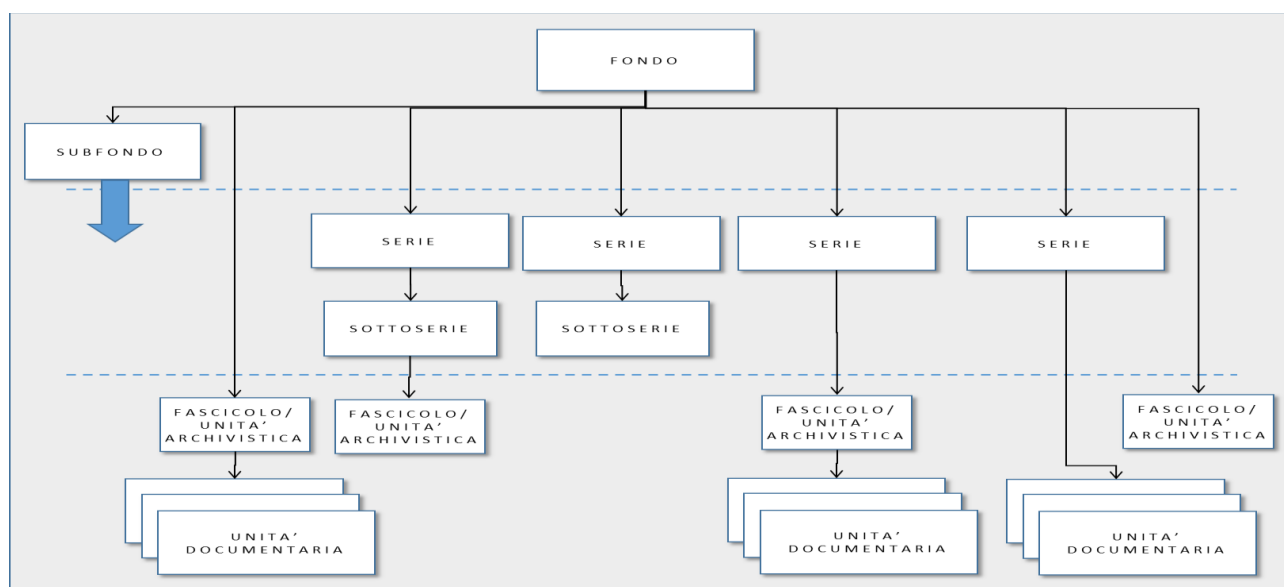 FONDO
SUBFONDO
SERIE
SERIE
SERIE
SERIE
SOTTOSERIE
SOTTOSERIE
FASCICOLO/
UNITA’
ARCHIVISTICA
FASCICOLO/
UNITA’
ARCHIVISTICA
FASCICOLO/
UNITA’
ARCHIVISTICA
FASCICOLO/
UNITA’
ARCHIVISTICA
UNITA’
DOCUMENTARIA
UNITA’
DOCUMENTARIA
UNITA’
DOCUMENTARIA